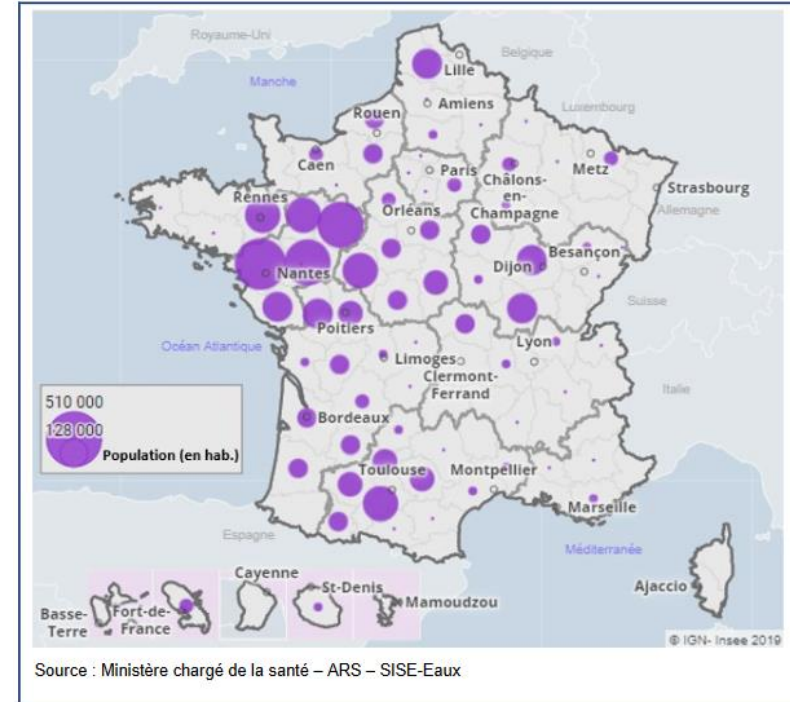 Royaume-Uni
Belgique
Manche
Lille
Luxembourg
Amiens
Rouen
Caen
Paris
Châlons-
en-
Champagne
Metz
Strasbourg
Allemagne
Rennes
Orléans
Nantes
Dijon
Besançon
Suisse
Poitiers
Océan Atlantique
Limoges
Clermont-
Ferrand
Lyon
Italie
510 000
128 000
Population (en hab.)
Bordeaux
Toulouse
Montpellier
Marseille
Espagne
Méditerranée
Ajaccio
Basse-
Terre
Fort-de-
France
Cayenne
St-Denis
Mamoudzou
© IGN- Insee 2019
Source : Ministère chargé de la santé – ARS – SISE-Eaux